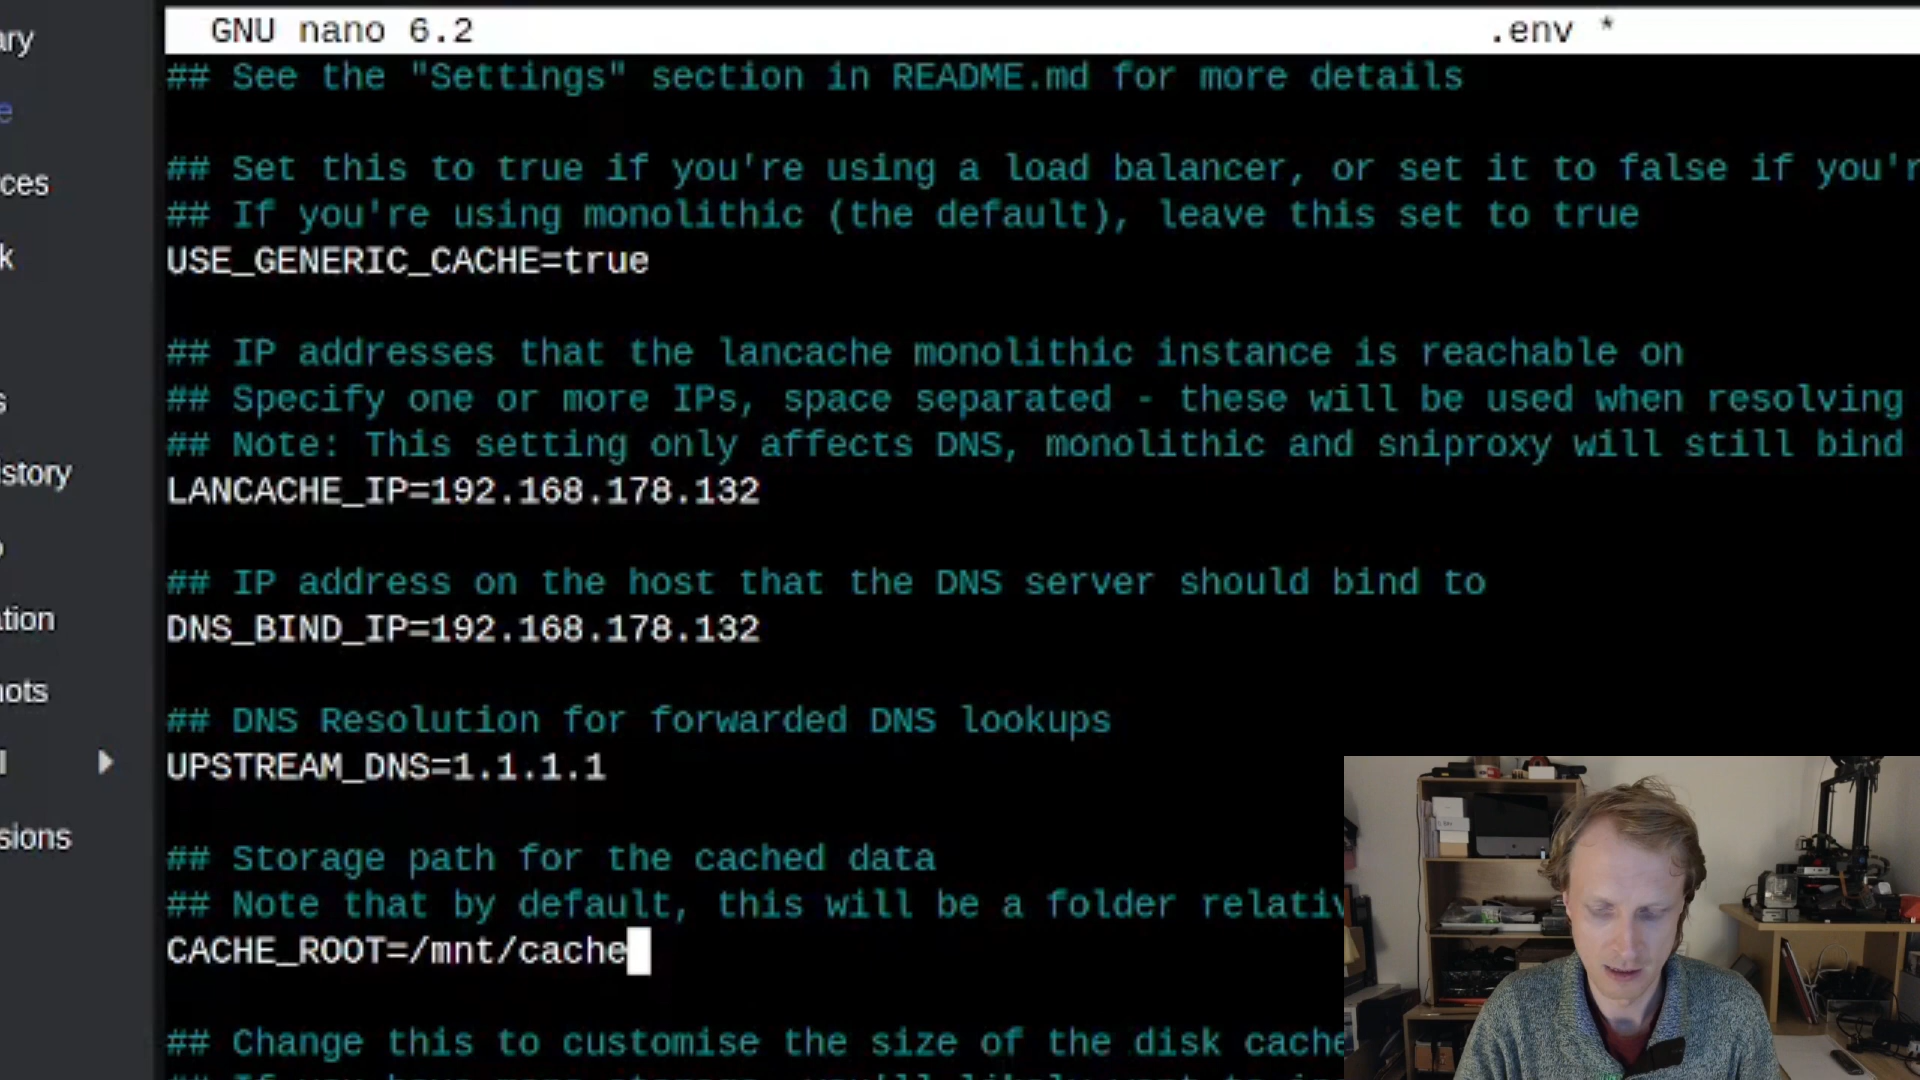 GNU nano 6.2 .env *
## See the "Settings" section in README.md for more details
## Set this to true if you're using a load balancer, or set it to false if you'r
## If you're using monolithic (the default), leave this set to true
USE_GENERIC_CACHE=true
## IP addresses that the lancache monolithic instance is reachable on
## Specify one or more IPs, space separated - these will be used when resolving
## Note: This setting only affects DNS, monolithic and sniproxy will still bind
LANCACHE_IP=192.168.178.132
## IP address on the host that the DNS server should bind to
DNS_BIND_IP=192.168.178.132
## DNS Resolution for forwarded DNS lookups
UPSTREAM_DNS=1.1.1.1
## Storage path for the cached data
## Note that by default, this will be a folder relativ
CACHE_ROOT=/mnt/cache
## Change this to customise the size of the disk cache
ary
e
ces
k
s
istory
o
ation
hots
l
sions